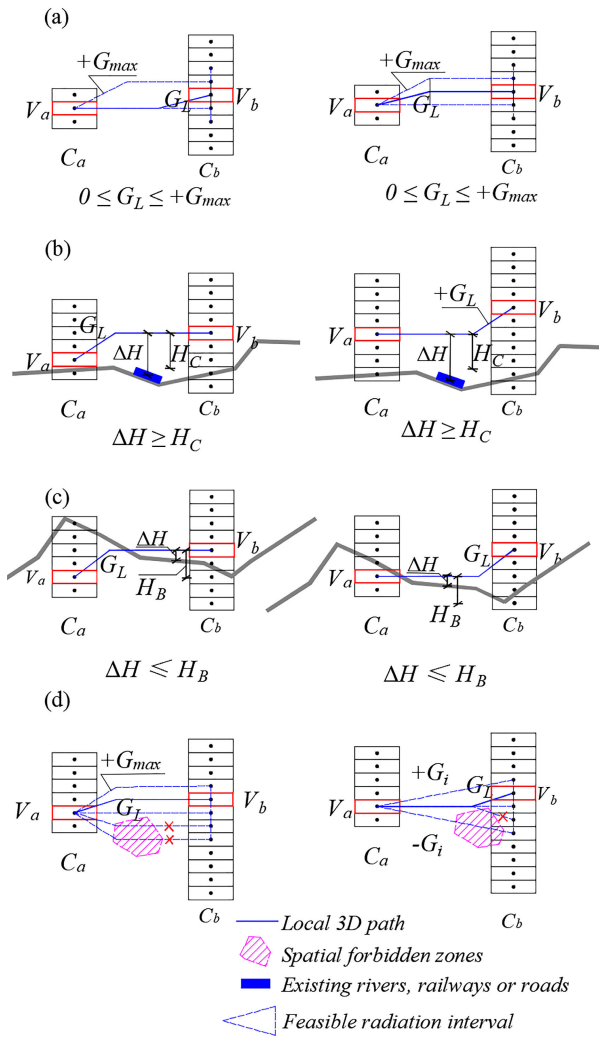 (a)
+Gmax
Va
GL
Vb
Ca
Cb
0 ≤ GL ≤ +Gmax
+Gmax
Va
GL
Vb
Ca
Cb
0 ≤ GL ≤ +Gmax
(b)
GL
Va
ΔH
HC
Vb
Ca
Cb
ΔH ≥ HC
+GL
Va
ΔH
HC
Vb
Ca
Cb
ΔH ≥ HC
(c)
ΔH
Va
GL
HB
Vb
Ca
Cb
ΔH ≤ HB
GL
ΔH
Va
HB
Vb
Ca
Cb
ΔH ≤ HB
(d)
+Gmax
Va
GL
Vb
Ca
Cb
+Gi
GL
Va
Vb
-Gi
Ca
Cb
Local 3D path
Spatial forbidden zones
Existing rivers, railways or roads
Feasible radiation interval